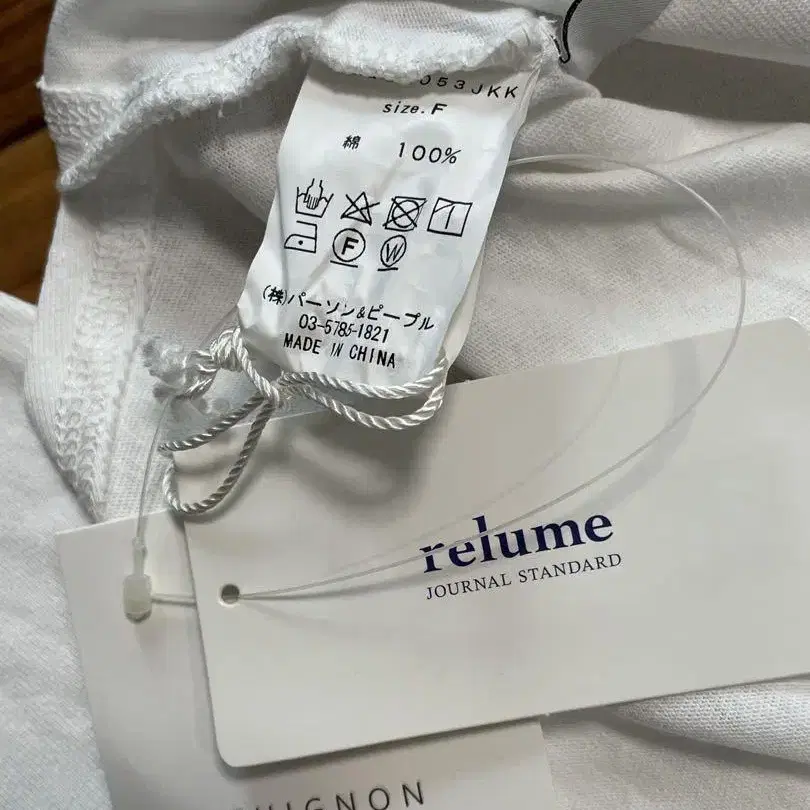 053JKK
size.F
綿 100%
F W
(株)パーソン&ピープル
03-5785-1821
MADE IN CHINA
relume
JOURNAL STANDARD